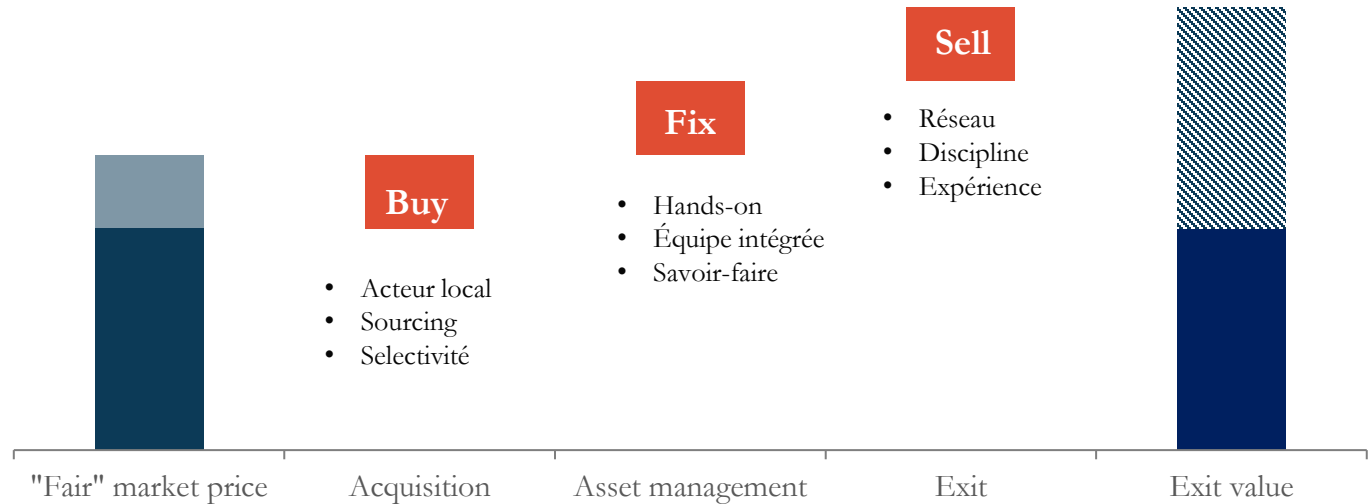 Buy
• Acteur local
• Sourcing
• Selectivité
Fix
• Hands-on
• Équipe intégrée
• Savoir-faire
Sell
• Réseau
• Discipline
• Expérience
"Fair" market price
Acquisition
Asset management
Exit
Exit value